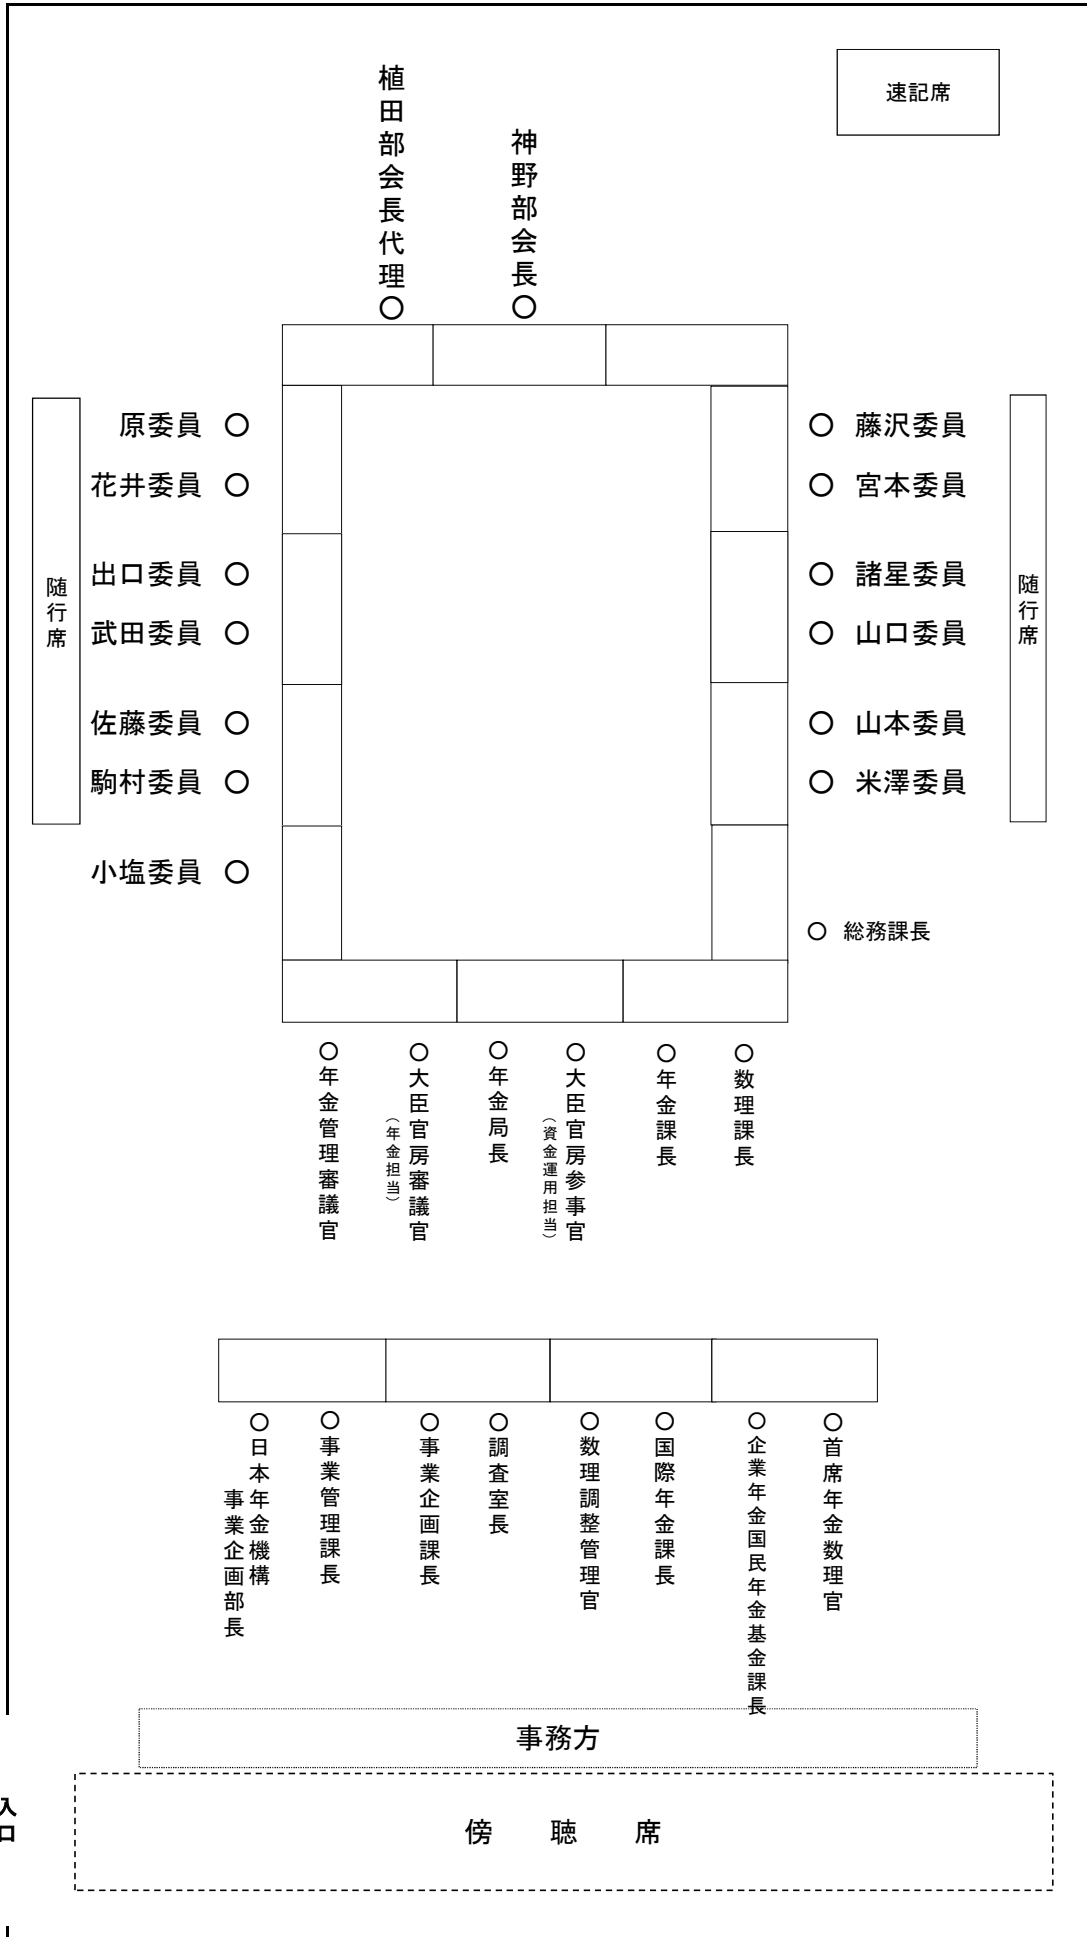 速記席
植田部会長代理○
神野部会長○
原委員 ○
花井委員 ○
出口委員 ○
武田委員 ○
佐藤委員 ○
駒村委員 ○
小塩委員 ○
随行席
○ 藤沢委員
○ 宮本委員
○ 諸星委員
○ 山口委員
○ 山本委員
○ 米澤委員
○ 総務課長
随行席
○年金管理審議官
○大臣官房審議官
（年金担当）
○年金局長
○大臣官房参事官
（資金運用担当）
○年金課長
○数理課長
○日本年金機構
事業企画部長
○事業管理課長
○事業企画課長
○調査室長
○数理調整管理官
○国際年金課長
○企業年金国民年金基金課長
○首席年金数理官
事務方
傍 聴 席
入口